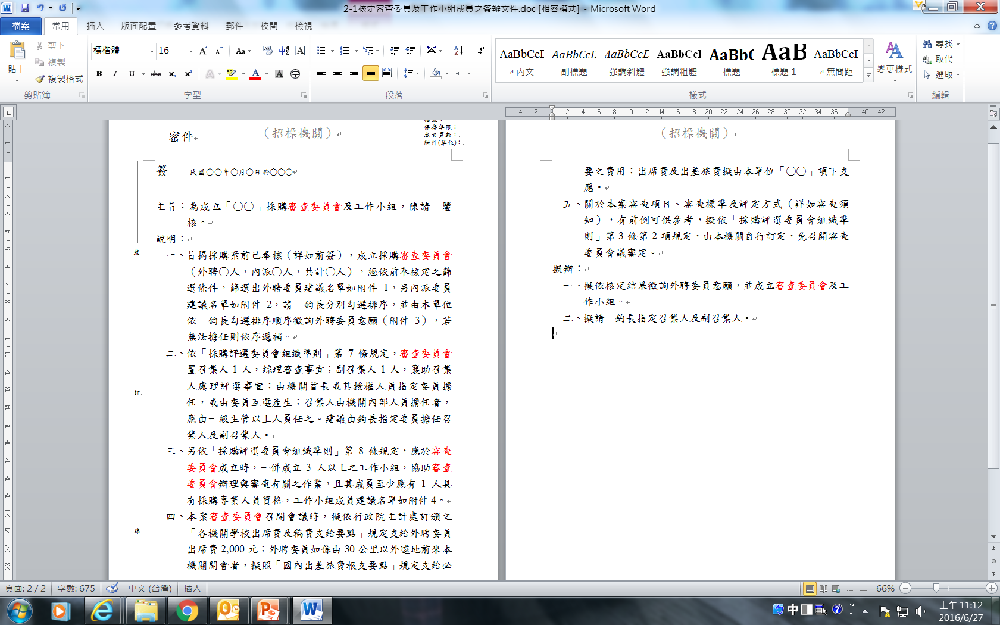 2-1核定審查委員及工作小組成員之簽辦文件.doc [相容模式] - Microsoft Word
檔案 常用 插入 版面配置 參考資料 郵件 校閱 檢視
貼上 剪下 複製 複製格式 剪貼簿
標楷體 16 字型
段落
AaBbCcI 內文
AaBbCcD 副標題
AaBbCcD 強調斜體
AaBbCcI 強調粗體
AaBb( 標題
AaB 標題 1
AaBbCcI 無間距
變更樣式
樣式
尋找 取代 選取 編輯
4 2 2 4 6 8 10 12 14 16 18 20 22 24 26 28 30 32 34 36 40 42
密件
（招標機關）
保存年限：
本文頁數：
附件(單位)：
簽 民國○○年○月○日於○○○
主旨：為成立「○○」採購審查委員會及工作小組，陳請 鑒
核。
說明：
裝
一、旨揭採購案前已奉核（詳如前簽），成立採購審查委員會
（外聘○人，內派○人，共計○人），經依前奉核定之篩
選條件，篩選出外聘委員建議名單如附件 1，另內派委員
建議名單如附件 2，請 鈞長分別勾選排序，並由本單位
依 鈞長勾選排序順序徵詢外聘委員意願（附件 3），若
無法擔任則依序遞補。
二、依「採購評選委員會組織準則」第 7 條規定，審查委員會
置召集人 1 人，綜理審查事宜；副召集人 1 人，襄助召集
人處理評選事宜；由機關首長或其授權人員指定委員擔
訂
任，或由委員互選產生；召集人由機關內部人員擔任者，
應由一級主管以上人員任之。建議由鈞長指定委員擔任召
集人及副召集人。
三、另依「採購評選委員會組織準則」第 8 條規定，應於審查
委員會成立時，一併成立 3 人以上之工作小組，協助審查
委員會辦理與審查有關之作業，且其成員至少應有 1 人具
有採購專業人員資格，工作小組成員建議名單如附件 4。
四、本案審查委員會召開會議時，擬依行政院主計處訂頒之
線
「各機關學校出席費及稿費支給要點」規定支給外聘委員
出席費 2,000 元；外聘委員如係由 30 公里以外遠地前來本
機關開會者，擬照「國內出差旅費報支要點」規定支給必
（招標機關）
要之費用；出席費及出差旅費擬由本單位「○○」項下支
應。
五、關於本案審查項目、審查標準及評定方式（詳如審查須
知），有前例可供參考，擬依「採購評選委員會組織準
則」第 3 條第 2 項規定，由本機關自行訂定，免召開審查
委員會議審定。
擬辦：
一、擬依核定結果徵詢外聘委員意願，並成立審查委員會及工
作小組。
二、擬請 鈞長指定召集人及副召集人。
頁面: 2 / 2 字數: 675 中文 (台灣) 插入 66%
中 上午 11:12
2016/6/27